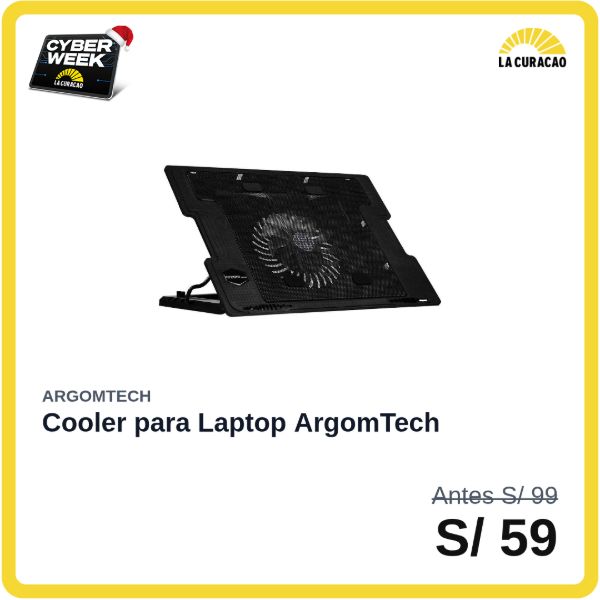 CYBER
WEEK
LA CURACAO
LA CURACAO
ARGOMTECH
Cooler para Laptop ArgomTech
Antes S/ 99
S/ 59